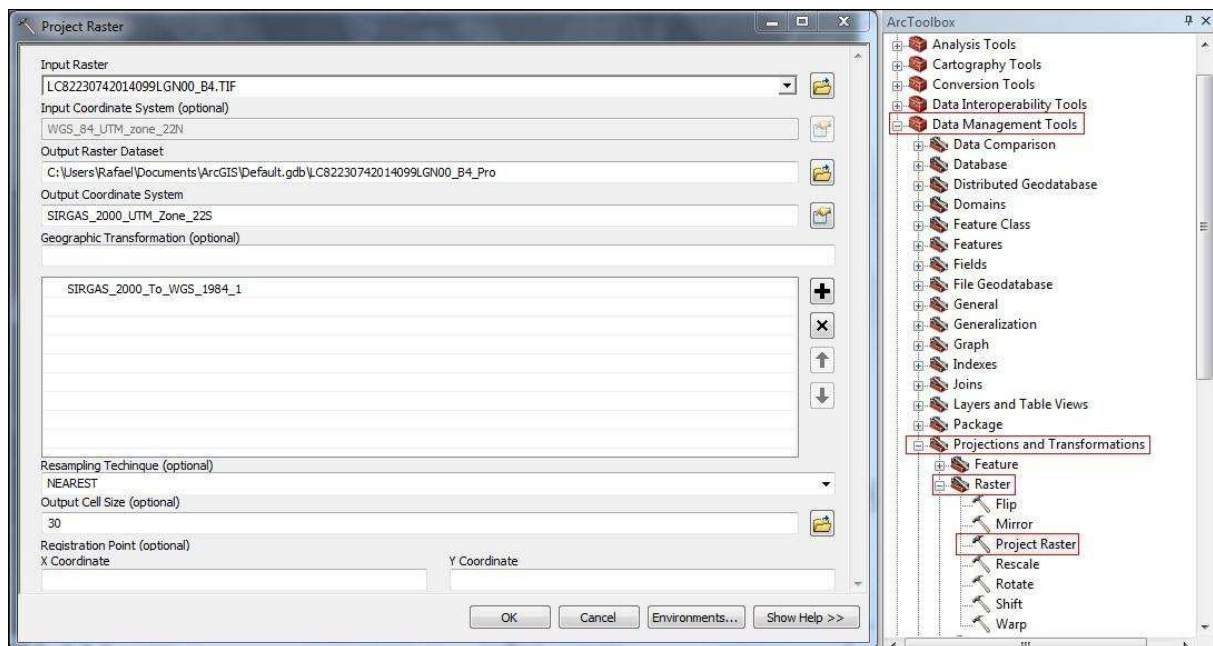 Project Raster
Input Raster
LC82230742014099LGN00_B4.TIF
Input Coordinate System (optional)
WGS_84_UTM_zone_22N
Output Raster Dataset
C:\Users\Rafael\Documents\ArcGIS\Default.gdb\LC82230742014099LGN00_B4_Pro
Output Coordinate System
SIRGAS_2000_UTM_Zone_22S
Geographic Transformation (optional)
SIRGAS_2000_To_WGS_1984_1
Resampling Techinque (optional)
NEAREST
Output Cell Size (optional)
30
Registration Point (optional)
X Coordinate
Y Coordinate
OK
Cancel
Environments...
Show Help >>
ArcToolbox
Analysis Tools
Cartography Tools
Conversion Tools
Data Interoperability Tools
Data Management Tools
Data Comparison
Database
Distributed Geodatabase
Domains
Feature Class
Features
Fields
File Geodatabase
General
Generalization
Graph
Indexes
Joins
Layers and Table Views
Package
Projections and Transformations
Feature
Raster
Flip
Mirror
Project Raster
Rescale
Rotate
Shift
Warp